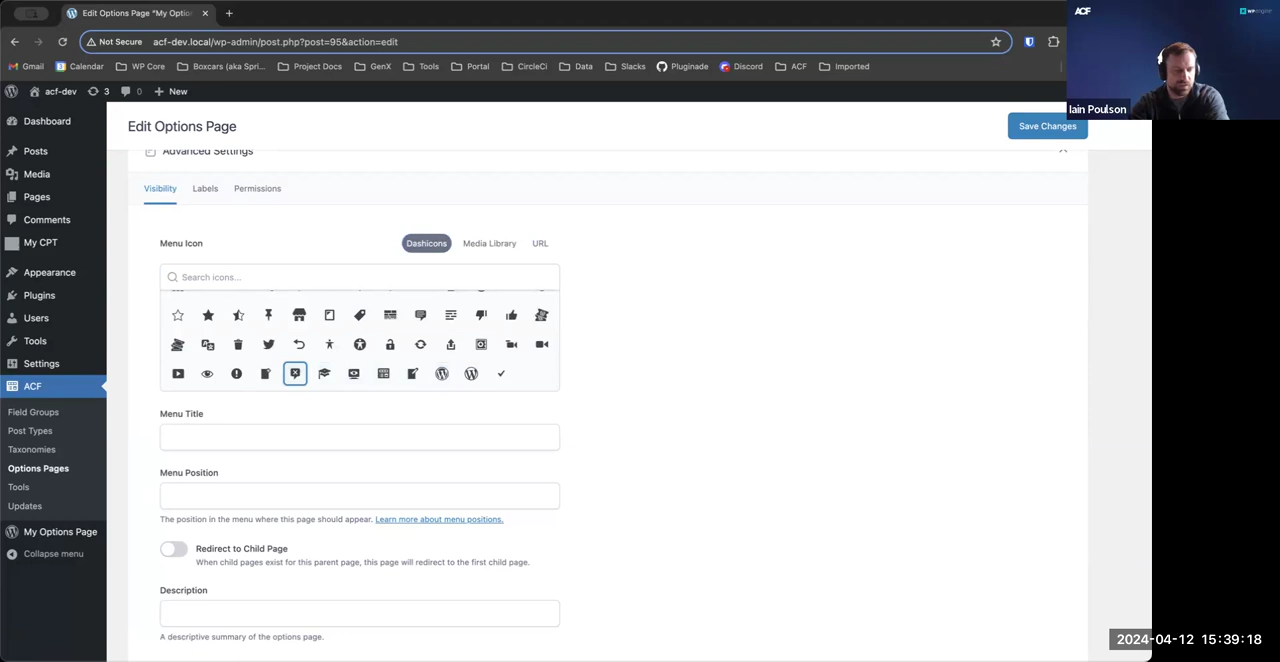 Edit Options Page "My Option
ACF
WP engine
Not Secure
acf-dev.local/wp-admin/post.php?post=95&action=edit
Gmail
Calendar
WP Core
Boxcars (aka Spri...
Project Docs
GenX
Tools
Portal
CircleCi
Data
Slacks
Pluginade
Discord
ACF
Imported
acf-dev
3
0
New
Iain Poulson
Edit Options Page
Save Changes
Dashboard
Posts
Media
Pages
Comments
My CPT
Appearance
Plugins
Users
Tools
Settings
ACF
Field Groups
Post Types
Taxonomies
Options Pages
Tools
Updates
My Options Page
Collapse menu
Advanced Settings
Visibility
Labels
Permissions
Menu Icon
Dashicons
Media Library
URL
Search icons...
Menu Title
Menu Position
The position in the menu where this page should appear. Learn more about menu positions.
Redirect to Child Page
When child pages exist for this parent page, this page will redirect to the first child page.
Description
A descriptive summary of the options page.
2024-04-12 15:39:18